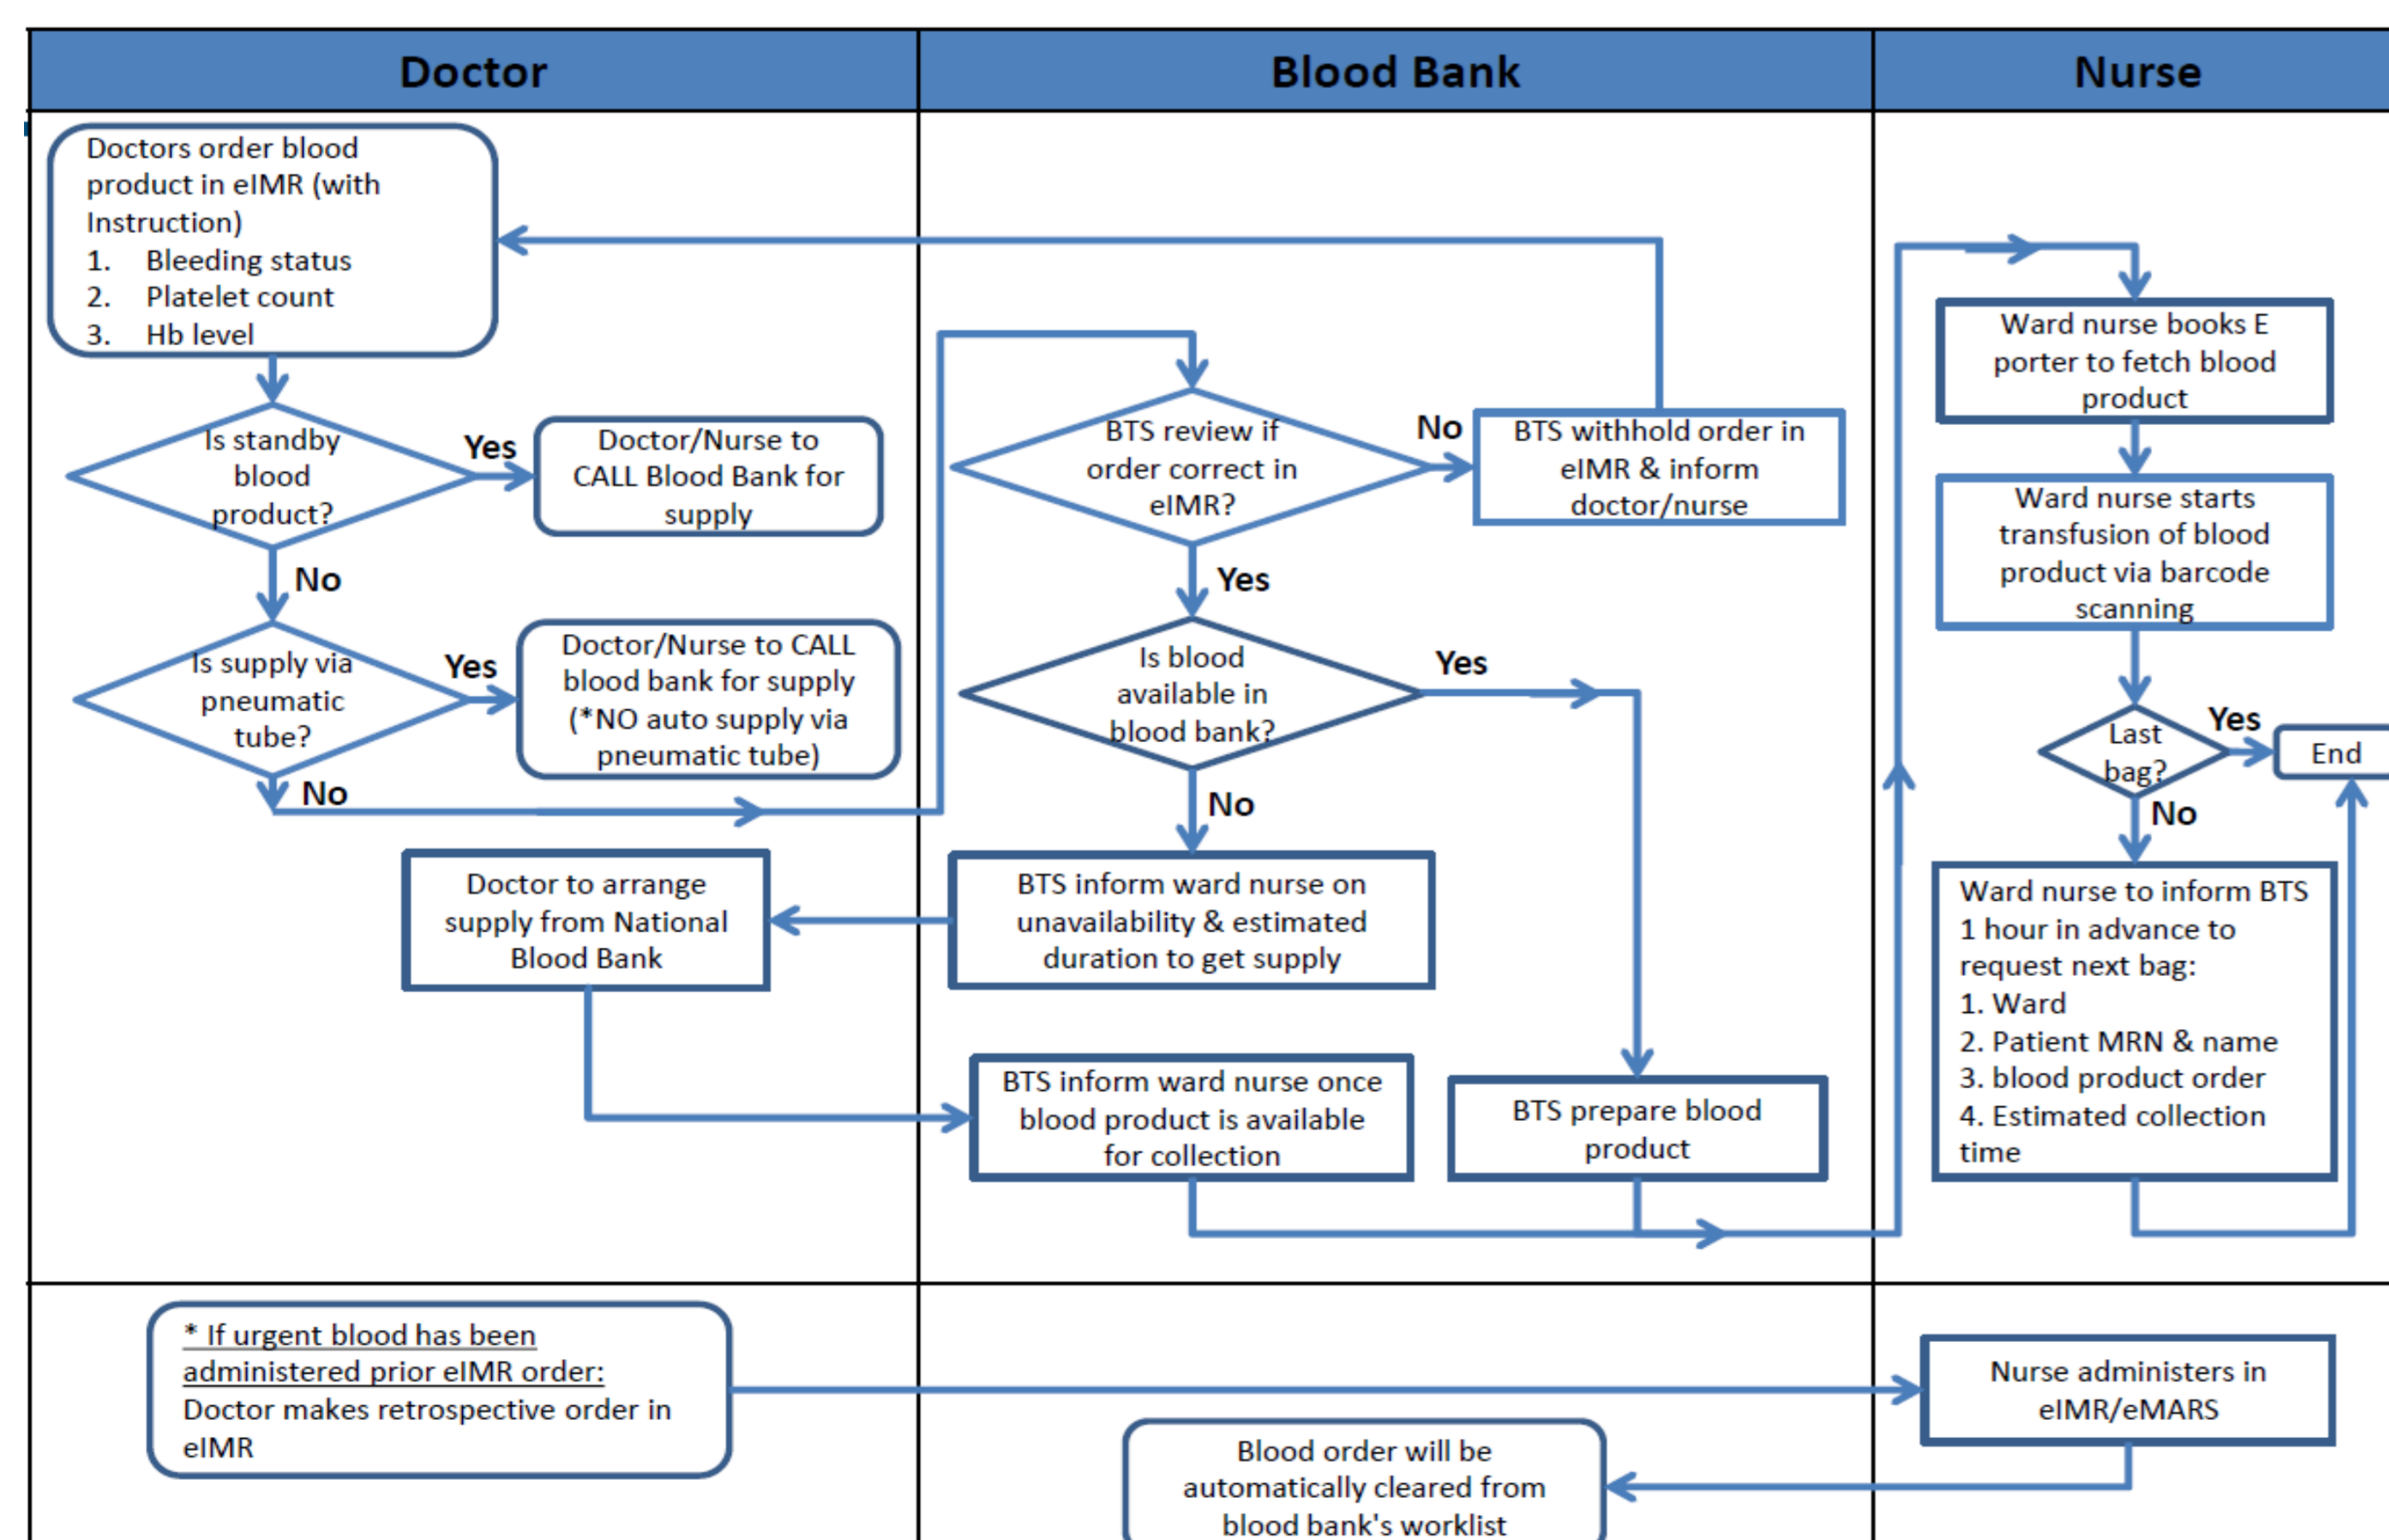 Doctor
Blood Bank
Nurse
Doctors order blood
product in eIMR (with
Instruction)
1. Bleeding status
2. Platelet count
3. Hb level
Is standby
blood
product?
Yes
Doctor/Nurse to
CALL Blood Bank for
supply
No
Is supply via
pneumatic
tube?
Yes
Doctor/Nurse to CALL
blood bank for supply
(*NO auto supply via
pneumatic tube)
No
Doctor to arrange
supply from National
Blood Bank
BTS review if
order correct in
eIMR?
No
BTS withhold order in
eIMR & inform
doctor/nurse
Yes
Is blood
available in
blood bank?
Yes
No
BTS inform ward nurse on
unavailability & estimated
duration to get supply
BTS inform ward nurse once
blood product is available
for collection
BTS prepare blood
product
Ward nurse books E
porter to fetch blood
product
Ward nurse starts
transfusion of blood
product via barcode
scanning
Last
bag?
Yes
End
No
Ward nurse to inform BTS
1 hour in advance to
request next bag:
1. Ward
2. Patient MRN & name
3. blood product order
4. Estimated collection
time
* If urgent blood has been
administered prior eIMR order:
Doctor makes retrospective order in
eIMR
Nurse administers in
eIMR/eMARS
Blood order will be
automatically cleared from
blood bank's worklist